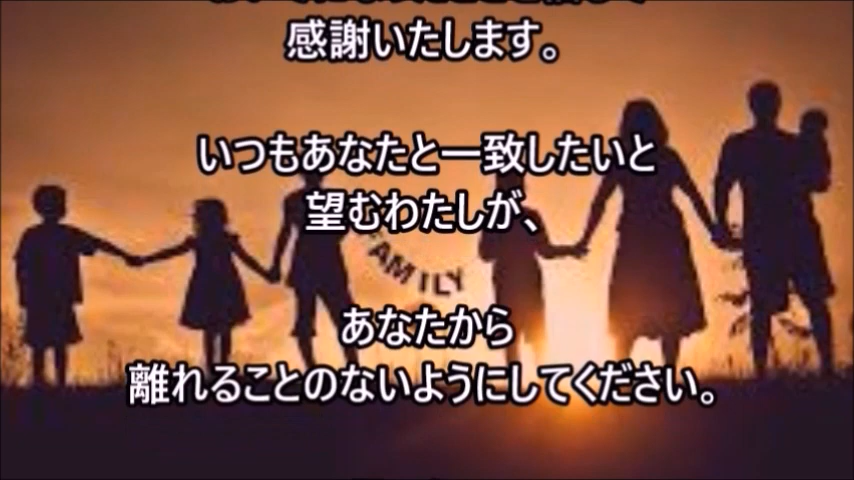 感謝いたします。
いつもあなたと一致したいと
望むわたしが、
FAMILY
あなたから
離れることのないようにしてください。